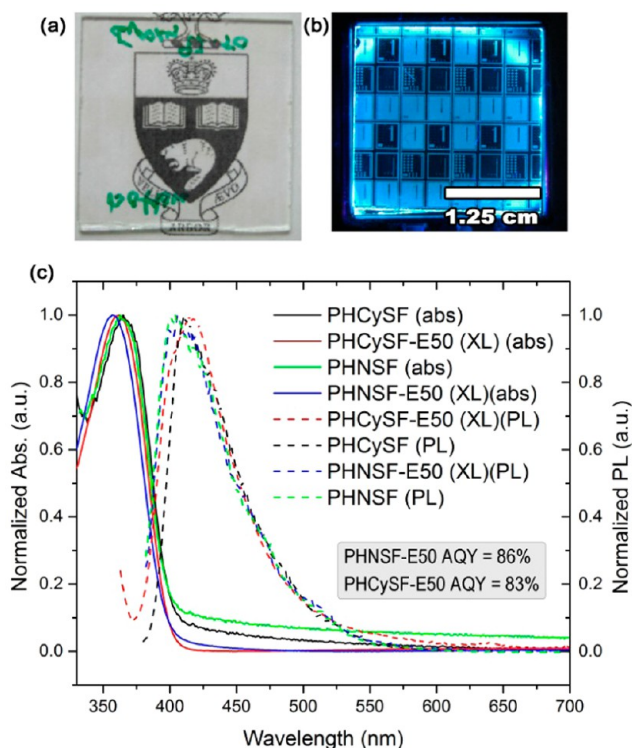 (a)
ARBOR
EVO
(b)
1.25 cm
(c)
PHCySF (abs)
PHCySF-E50 (XL) (abs)
PHNSF (abs)
PHNSF-E50 (XL)(abs)
PHCySF-E50 (XL)(PL)
PHCySF (PL)
PHNSF-E50 (XL)(PL)
PHNSF (PL)
PHNSF-E50 AQY = 86%
PHCySF-E50 AQY = 83%
1.0
0.8
0.6
0.4
0.2
0.0
Normalized Abs. (a.u.)
1.0
0.8
0.6
0.4
0.2
0.0
Normalized PL (a.u.)
350 400 450 500 550 600 650 700
Wavelength (nm)